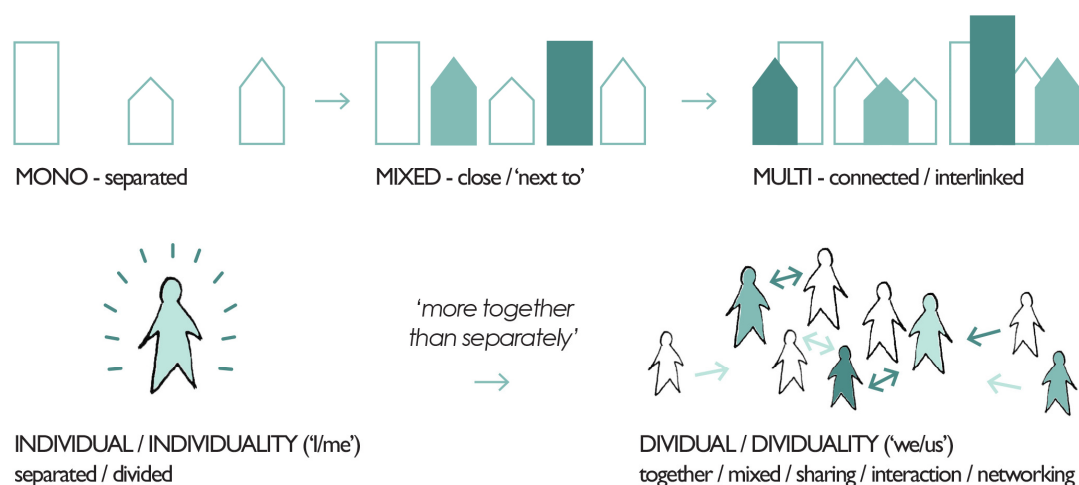 MONO - separated
MIXED - close / ‘next to’
MULTI - connected / interlinked
‘more together
than separately’
INDIVIDUAL / INDIVIDUALITY (‘I/me’)
separated / divided
DIVIDUAL / DIVIDUALITY (‘we/us’)
together / mixed / sharing / interaction / networking